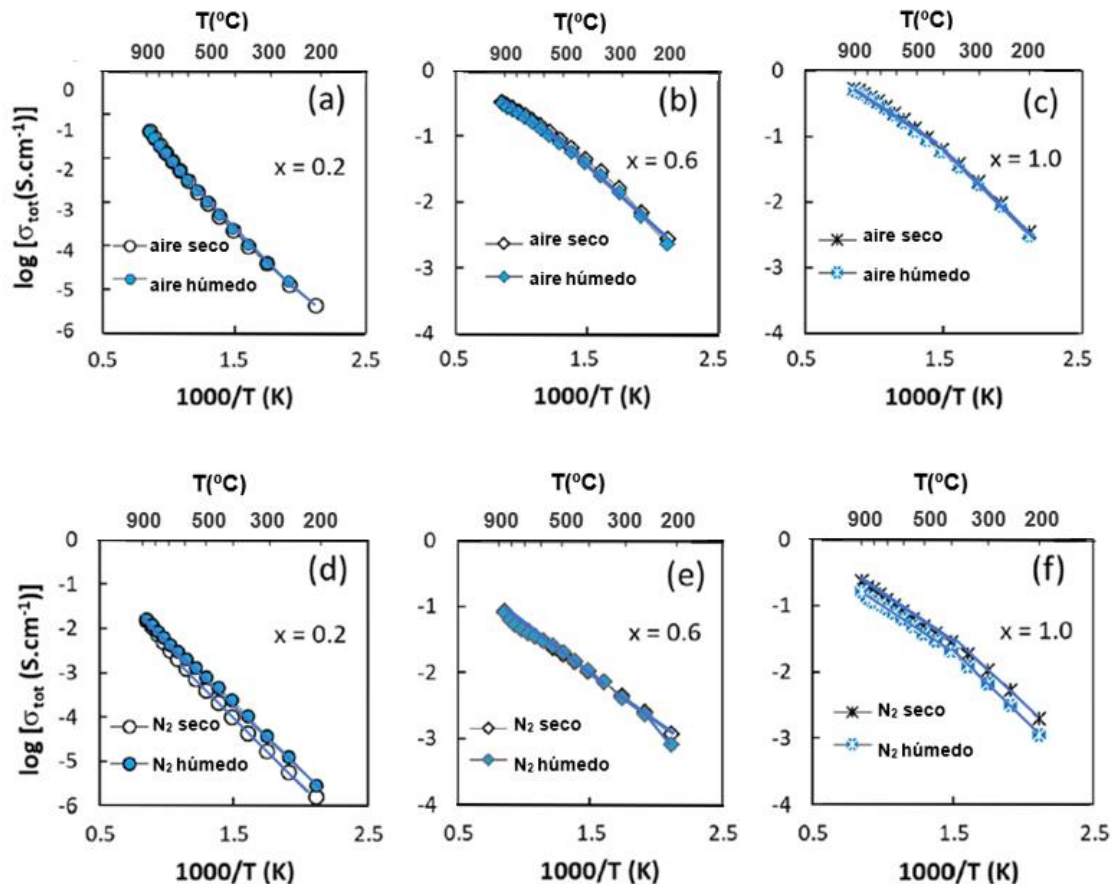 T(ºC)
900 500 300 200
(a)
0
-1
-2
-3
-4
-5
-6
log [σtot(S.cm⁻¹)]
x = 0.2
aire seco
aire húmedo
0.5 1.5 2.5
1000/T (K)
T(ºC)
900 500 300 200
(b)
0
-1
-2
-3
-4
x = 0.6
aire seco
aire húmedo
0.5 1.5 2.5
1000/T (K)
T(ºC)
900 500 300 200
(c)
0
-1
-2
-3
-4
x = 1.0
aire seco
aire húmedo
0.5 1.5 2.5
1000/T (K)
T(ºC)
900 500 300 200
(d)
0
-1
-2
-3
-4
-5
-6
log [σtot (S.cm⁻¹)]
x = 0.2
N₂ seco
N₂ húmedo
0.5 1.5 2.5
1000/T (K)
T(ºC)
900 500 300 200
(e)
0
-1
-2
-3
-4
x = 0.6
N₂ seco
N₂ húmedo
0.5 1.5 2.5
1000/T (K)
T(ºC)
900 500 300 200
(f)
0
-1
-2
-3
-4
x = 1.0
N₂ seco
N₂ húmedo
0.5 1.5 2.5
1000/T (K)